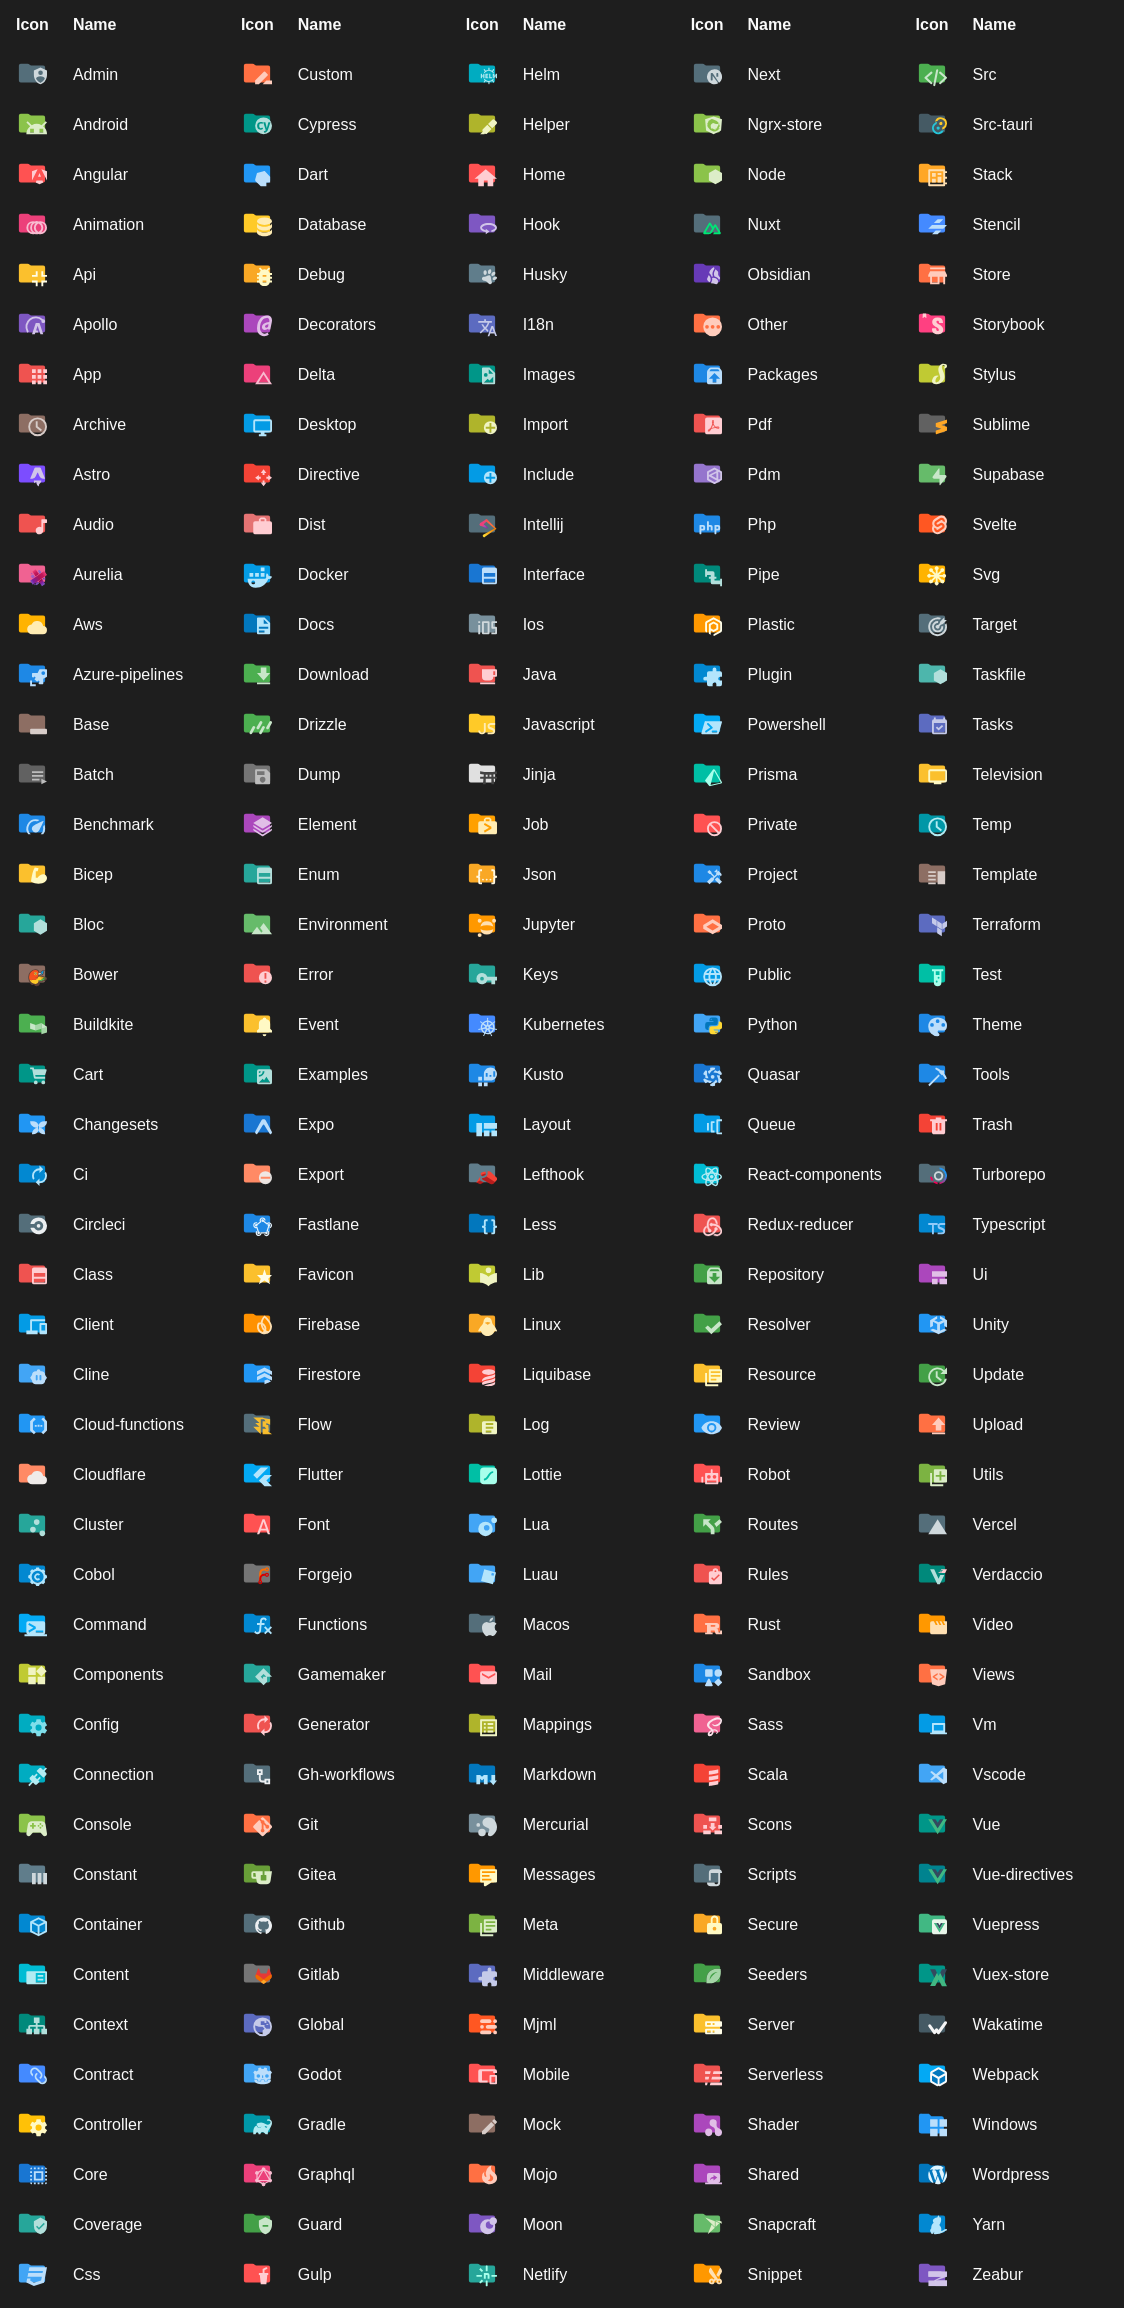 Icon Name Icon Name Icon Name Icon Name Icon Name
Admin Custom Helm Next Src
Android Cypress Helper Ngrx-store Src-tauri
Angular Dart Home Node Stack
Animation Database Hook Nuxt Stencil
Api Debug Husky Obsidian Store
Apollo Decorators I18n Other Storybook
App Delta Images Packages Stylus
Archive Desktop Import Pdf Sublime
Astro Directive Include Pdm Supabase
Audio Dist Intellij Php Svelte
Aurelia Docker Interface Pipe Svg
Aws Docs Ios Plastic Target
Azure-pipelines Download Java Plugin Taskfile
Base Drizzle Javascript Powershell Tasks
Batch Dump Jinja Prisma Television
Benchmark Element Job Private Temp
Bicep Enum Json Project Template
Bloc Environment Jupyter Proto Terraform
Bower Error Keys Public Test
Buildkite Event Kubernetes Python Theme
Cart Examples Kusto Quasar Tools
Changesets Expo Layout Queue Trash
Ci Export Lefthook React-components Turborepo
Circleci Fastlane Less Redux-reducer Typescript
Class Favicon Lib Repository Ui
Client Firebase Linux Resolver Unity
Cline Firestore Liquibase Resource Update
Cloud-functions Flow Log Review Upload
Cloudflare Flutter Lottie Robot Utils
Cluster Font Lua Routes Vercel
Cobol Forgejo Luau Rules Verdaccio
Command Functions Macos Rust Video
Components Gamemaker Mail Sandbox Views
Config Generator Mappings Sass Vm
Connection Gh-workflows Markdown Scala Vscode
Console Git Mercurial Scons Vue
Constant Gitea Messages Scripts Vue-directives
Container Github Meta Secure Vuepress
Content Gitlab Middleware Seeders Vuex-store
Context Global Mjml Server Wakatime
Contract Godot Mobile Serverless Webpack
Controller Gradle Mock Shader Windows
Core Graphql Mojo Shared Wordpress
Coverage Guard Moon Snapcraft Yarn
Css Gulp Netlify Snippet Zeabur